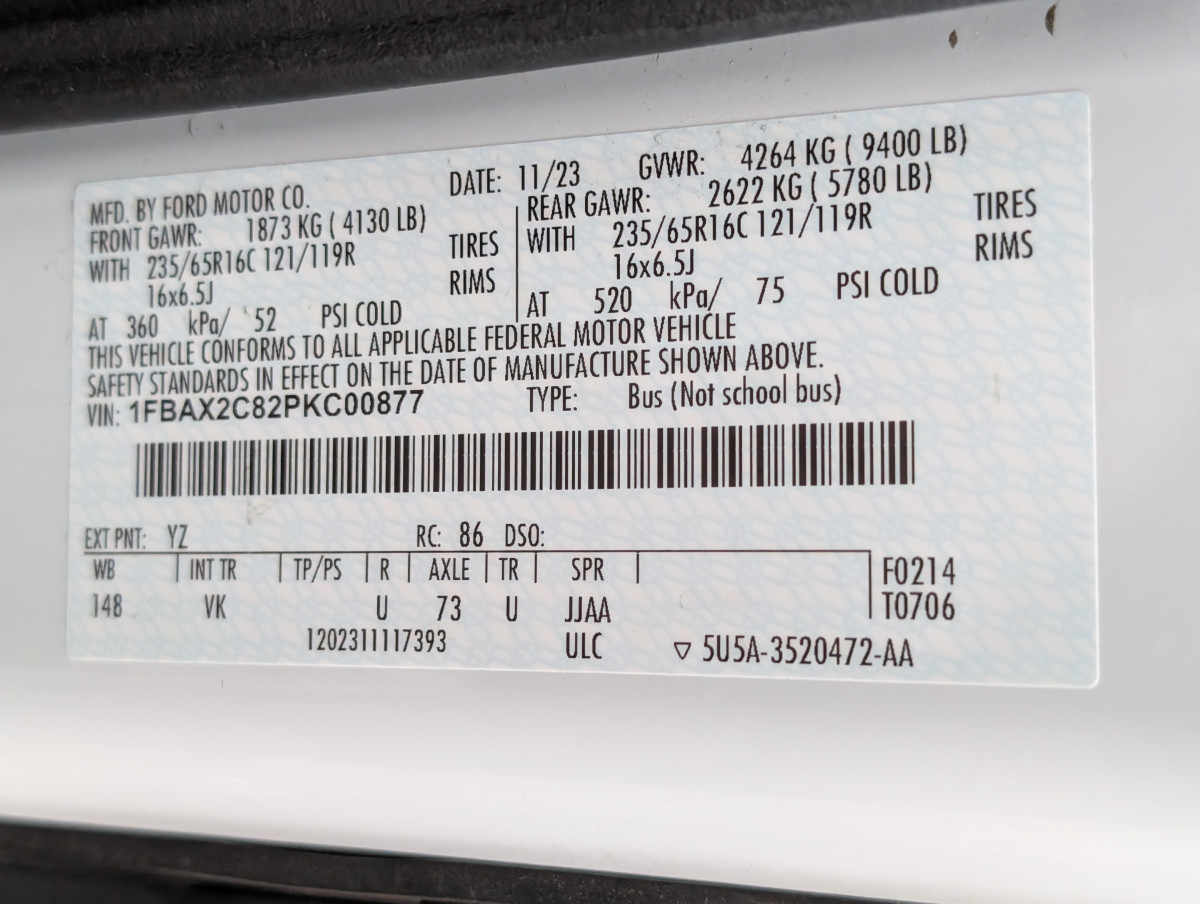 MFD. BY FORD MOTOR CO. DATE: 11/23 GVWR: 4264 KG ( 9400 LB)
FRONT GAWR: 1873 KG ( 4130 LB) REAR GAWR: 2622 KG ( 5780 LB)
WITH 235/65R16C 121/119R TIRES WITH 235/65R16C 121/119R TIRES
16x6.5J RIMS 16x6.5J RIMS
AT 360 kPa/ 52 PSI COLD AT 520 kPa/ 75 PSI COLD
THIS VEHICLE CONFORMS TO ALL APPLICABLE FEDERAL MOTOR VEHICLE
SAFETY STANDARDS IN EFFECT ON THE DATE OF MANUFACTURE SHOWN ABOVE.
VIN: 1FBAX2C82PKC00877 TYPE: Bus (Not school bus)
EXT PNT: YZ RC: 86 DSO:
WB INT TR TP/PS R AXLE TR SPR F0214
148 VK U 73 U JJAA T0706
1202311117393 ULC ▽ 5U5A-3520472-AA